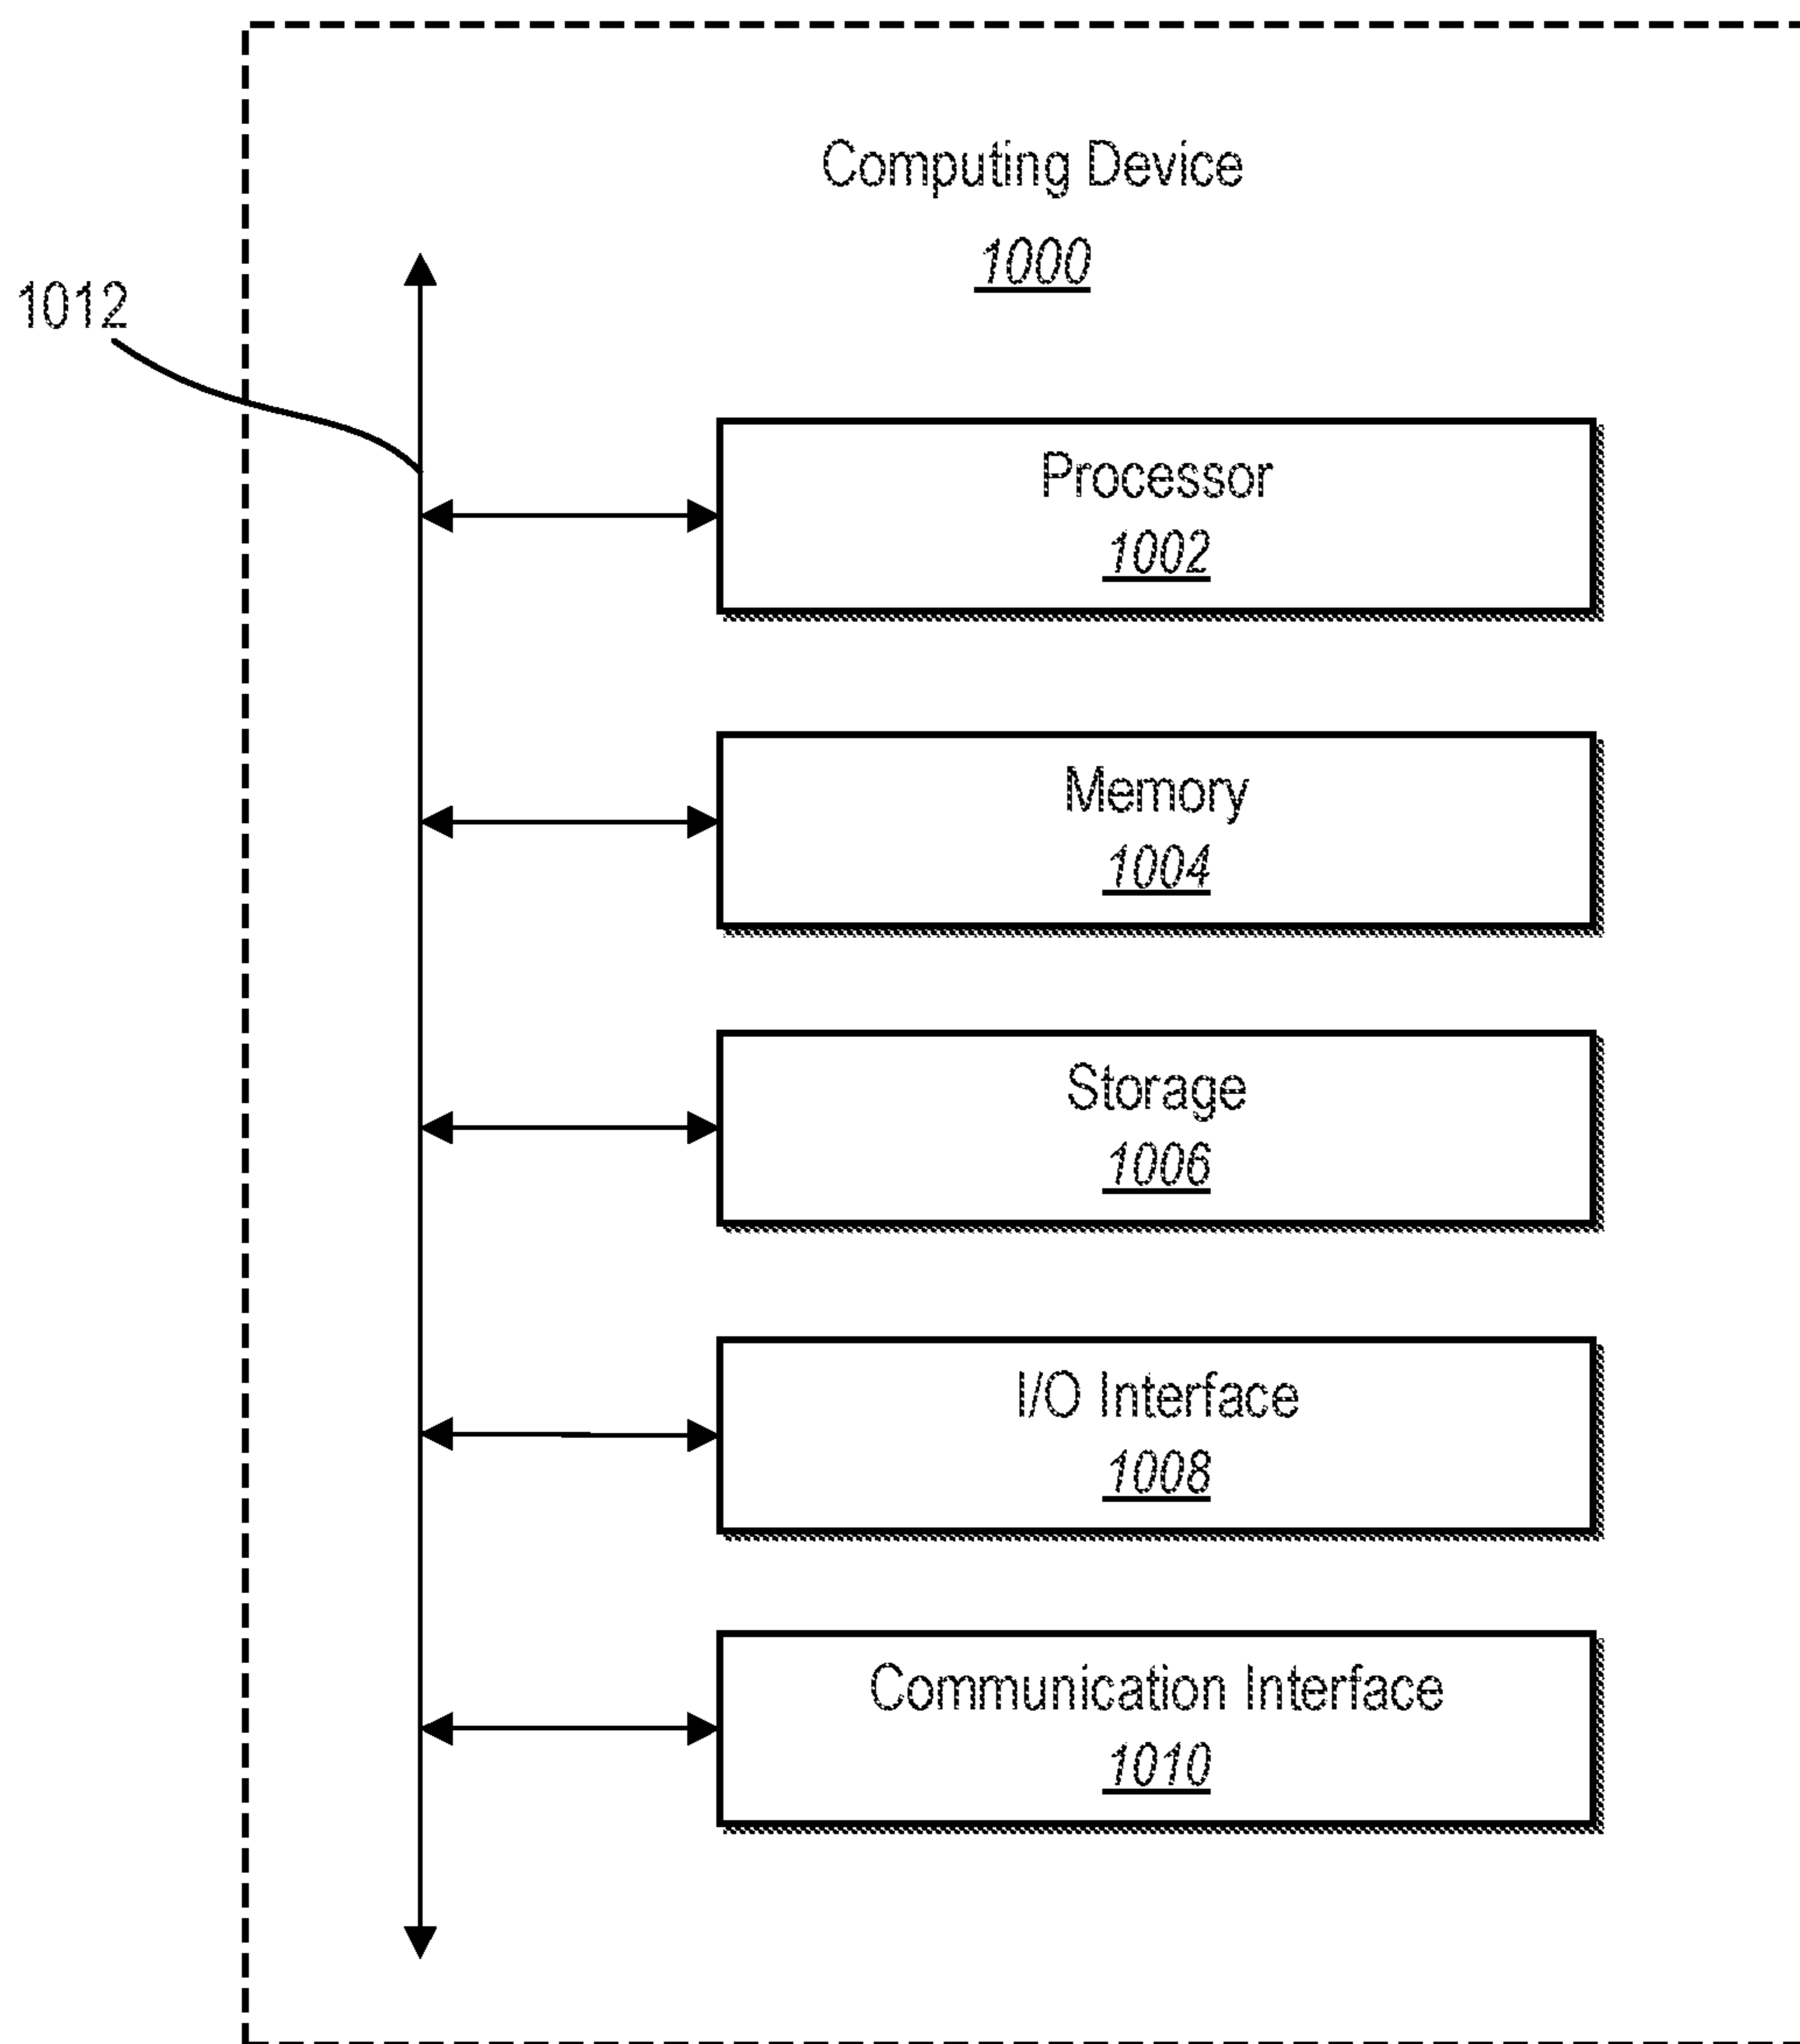 Computing Device
1000
1012
Processor
1002
Memory
1004
Storage
1006
I/O Interface
1008
Communication Interface
1010